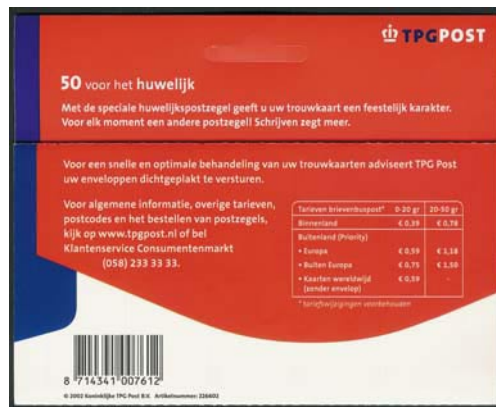 TPGPOST
50 voor het huwelijk
Met de speciale huwelijkspostzegel geeft u uw trouwkaart een feestelijk karakter.
Voor elk moment een andere postzegel! Schrijven zegt meer.
Voor een snelle en optimale behandeling van uw trouwkaarten adviseert TPG Post
uw enveloppen dichtgeplakt te versturen.
Voor algemene informatie, overige tarieven,
postcodes en het bestellen van postzegels,
kijk op www.tpgpost.nl of bel
Klantenservice Consumentenmarkt
(058) 233 33 33.
Tarieven brievenbuspost* 0-20 gr 20-50 gr
Binnenland € 0,39 € 0,78
Buitenland (Priority)
• Europa € 0,59 € 1,18
• Buiten Europa € 0,75 € 1,50
• Kaarten wereldwijd € 0,59 -
(zonder envelop)
* tariefswijzigingen voorbehouden
8 714341 007612
© 2002 Koninklijke TPG Post B.V. Artikelnummer: 226602